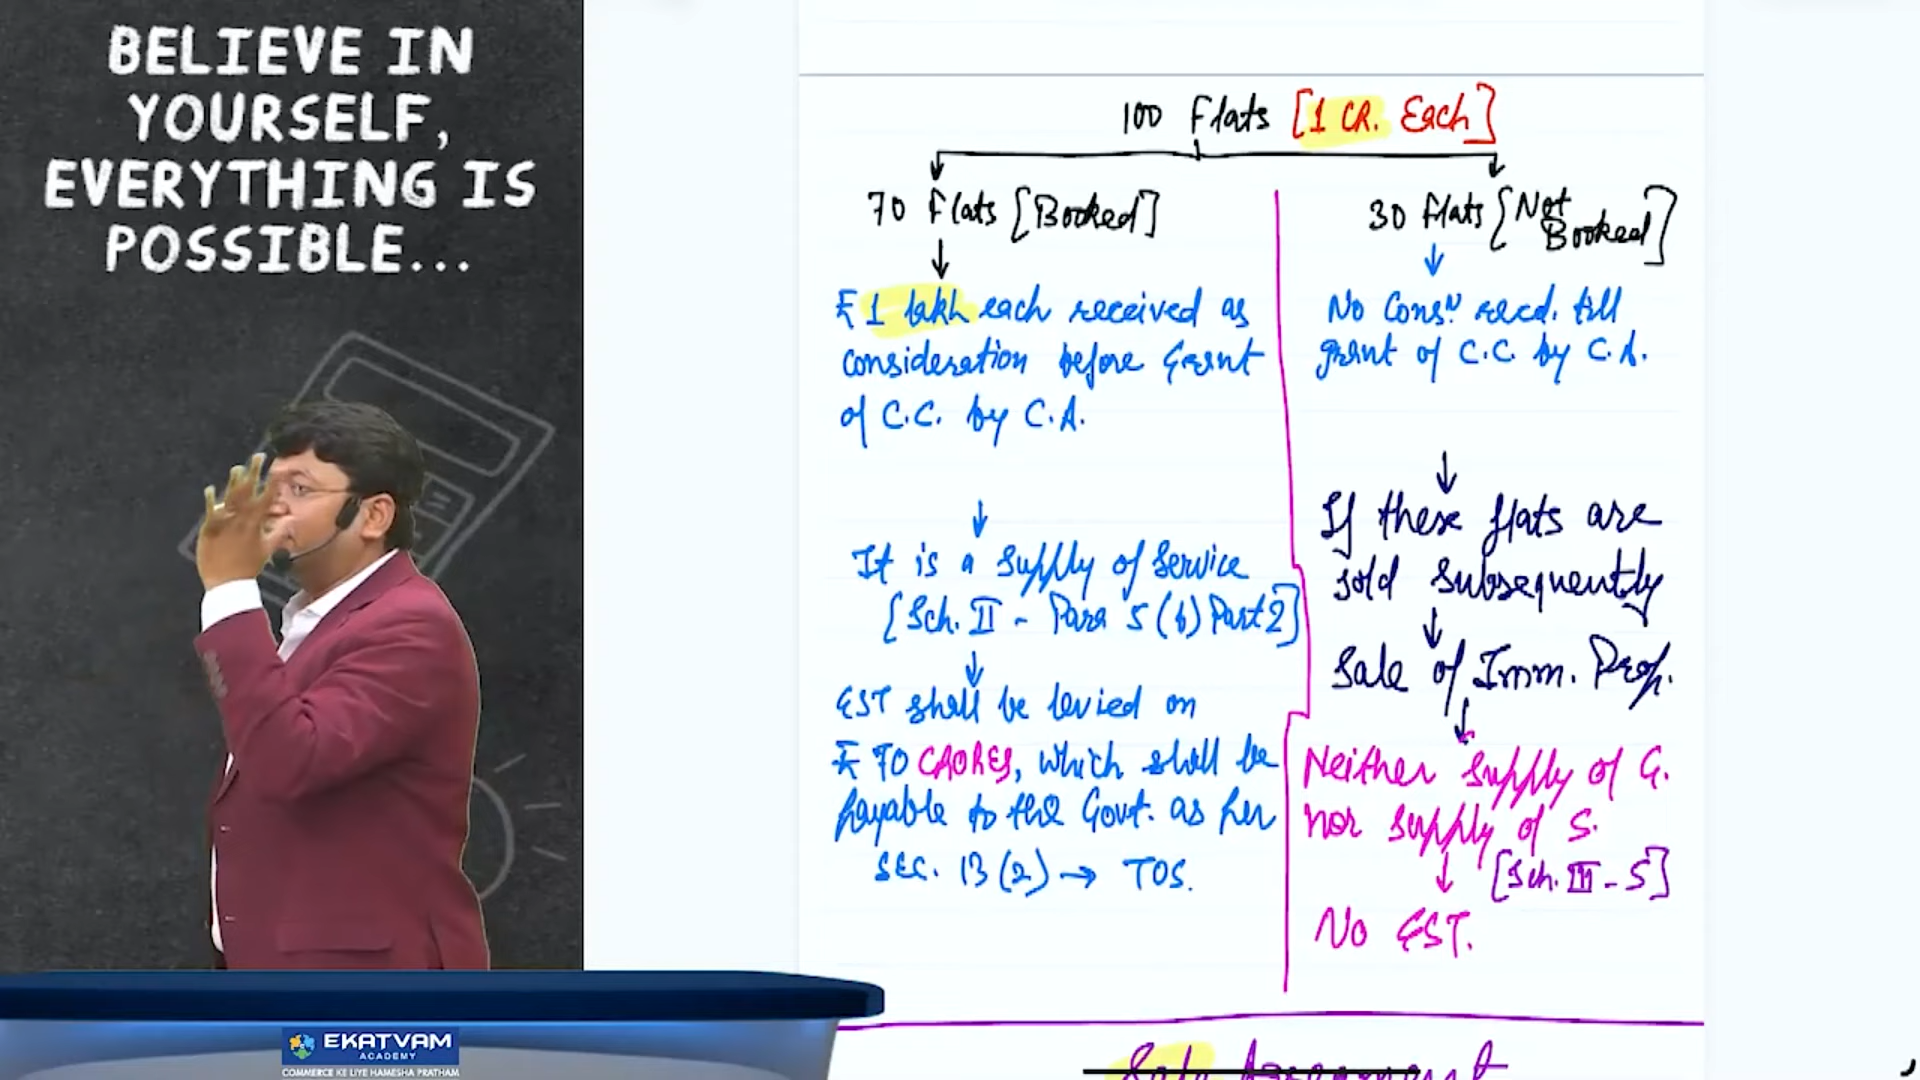 BELIEVE IN
YOURSELF,
EVERYTHING IS
POSSIBLE...
100 Flats [1 CR. Each]
70 Flats [Booked]
₹ 1 lakh each received as
consideration before Grant
of C.C. by C.A.
It is a Supply of Service
[Sch. II - Para 5(b) Part 2]
GST shall be levied on
₹ 70 CRORES, which shall be
payable to the Govt. as per
SEC. 13(2) → TOS.
30 Flats [Not
Booked]
No Consn. recd. till
grant of C.C. by C.A.
If these flats are
sold subsequently
Sale of Imm. Prop.
Neither Supply of G.
nor Supply of S.
[Sch. III - 5]
No GST.
EKATVAM
ACADEMY
COMMERCE KE LIYE HAMESHA PRATHAM